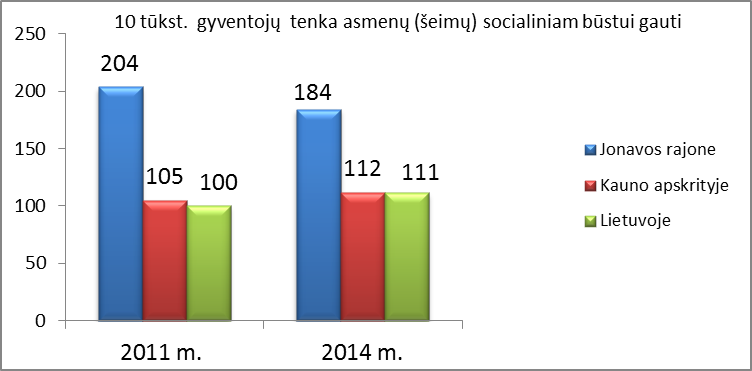 10 tūkst. gyventojų tenka asmenų (šeimų) socialiniam būstui gauti
250
200
150
100
50
0
204
105
100
184
112
111
2011 m.
2014 m.
Jonavos rajone
Kauno apskrityje
Lietuvoje